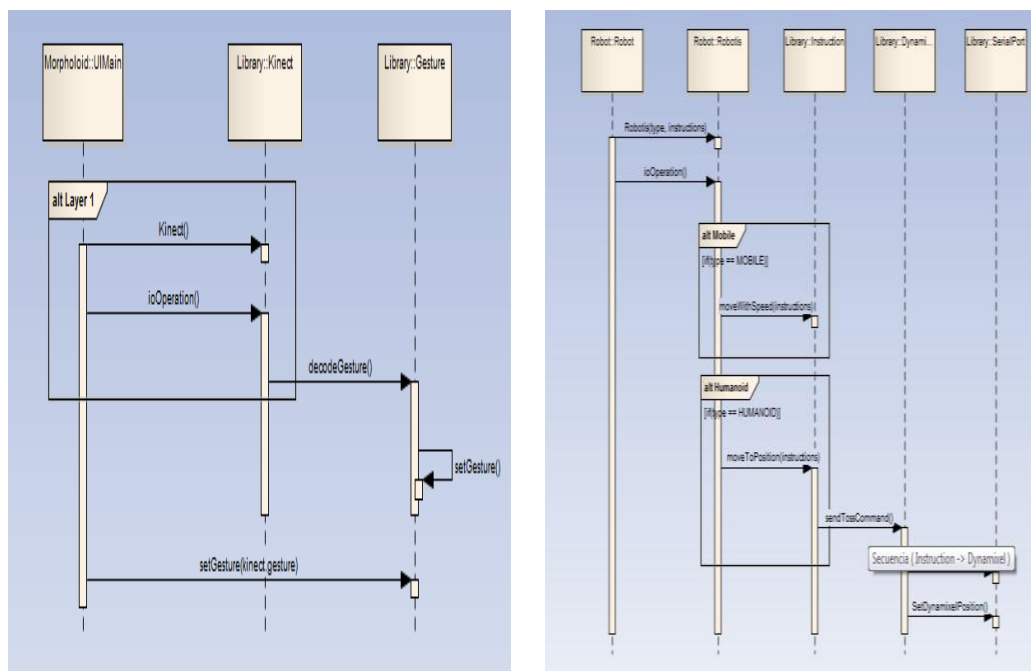 Morpholoid::UIMain
Library::Kinect
Library::Gesture
alt Layer 1
Kinect()
ioOperation()
decodeGesture()
setGesture()
setGesture(kinect.gesture)
Robot::Robot
Robot::Robotis
Library::Instruction
Library::Dynami...
Library::SerialPort
Robotis(type, instructions)
ioOperation()
alt Mobile
[if(type == MOBILE)]
moveWithSpeed(instructions)
alt Humanoid
[if(type == HUMANOID)]
moveToPosition(instructions)
sendTossCommand()
Secuencia (Instruction -> Dynamixel)
SetDynamixelPosition()